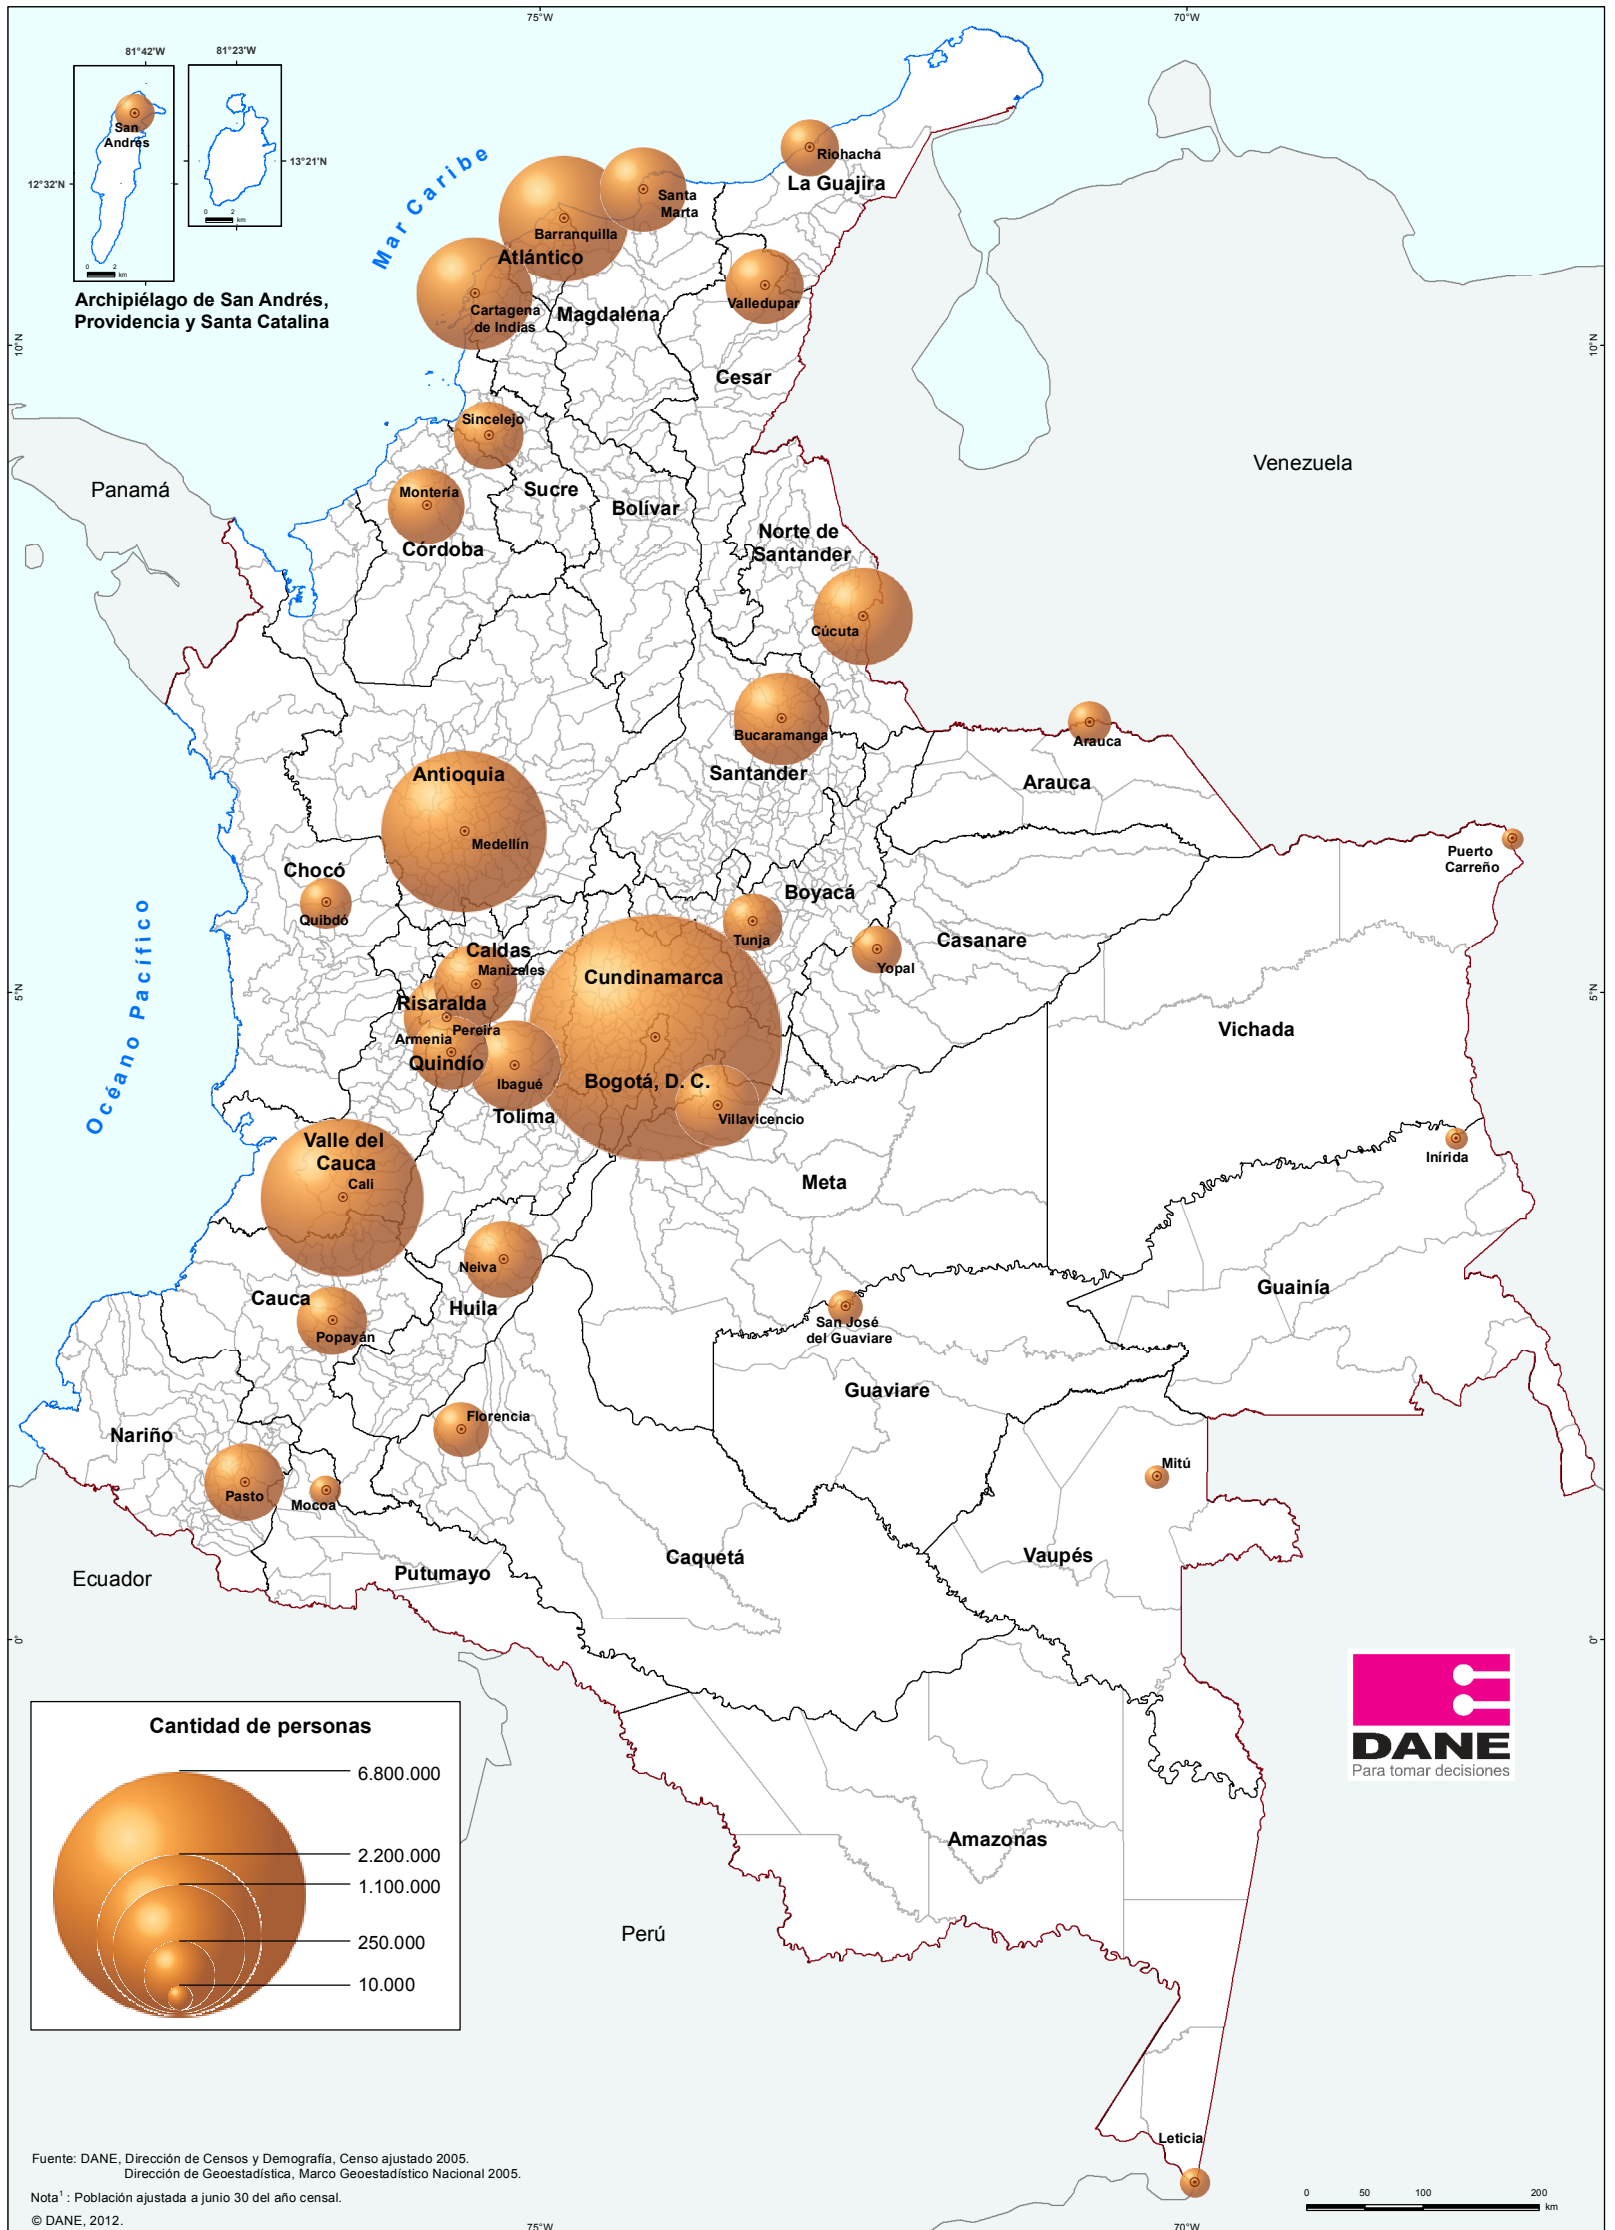 75°W
70°W
81°42'W
81°23'W
San
Andrés
13°21'N
12°32'N
0 2
km
0 2
km
Archipiélago de San Andrés,
Providencia y Santa Catalina
Mar Caribe
Riohacha
La Guajira
Santa
Marta
Barranquilla
Atlántico
Cartagena
de Indias
Magdalena
Valledupar
10°N
10°N
Cesar
Sincelejo
Venezuela
Panamá
Montería
Sucre
Bolívar
Córdoba
Norte de
Santander
Cúcuta
Bucaramanga
Santander
Arauca
Arauca
Antioquia
Medellín
Puerto
Carreño
Chocó
Quibdó
Boyacá
Tunja
Yopal
Casanare
Océano Pacífico
Caldas
Manizales
Cundinamarca
5°N
5°N
Risaralda
Pereira
Armenia
Quindío
Ibagué
Tolima
Bogotá, D. C.
Villavicencio
Vichada
Valle del
Cauca
Cali
Meta
Inírida
Neiva
Huila
Cauca
Popayán
San José
del Guaviare
Guainía
Guaviare
Florencia
Nariño
Pasto
Mocoa
Mitú
Vaupés
Caquetá
Putumayo
Ecuador
0°
0°
Cantidad de personas
6.800.000
2.200.000
1.100.000
250.000
10.000
DANE
Para tomar decisiones
Amazonas
Perú
Leticia
Fuente: DANE, Dirección de Censos y Demografía, Censo ajustado 2005.
Dirección de Geoestadística, Marco Geoestadístico Nacional 2005.
Nota1 : Población ajustada a junio 30 del año censal.
© DANE, 2012.
0 50 100 200
km
75°W
70°W